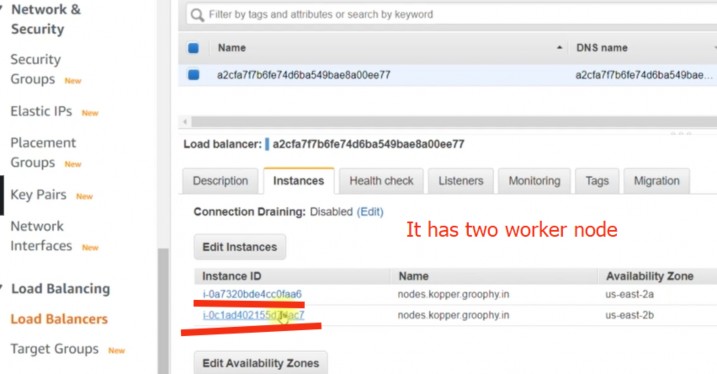 Network &
Security
Security
Groups New
Elastic IPs New
Placement
Groups New
Key Pairs New
Network
Interfaces New
Load Balancing
Load Balancers
Target Groups New
Filter by tags and attributes or search by keyword
Name DNS name
a2cfa7f7b6fe74d6ba549bae8a00ee77 a2cfa7f7b6fe74d6ba549bae...
Load balancer: a2cfa7f7b6fe74d6ba549bae8a00ee77
Description Instances Health check Listeners Monitoring Tags Migration
Connection Draining: Disabled (Edit)
It has two worker node
Edit Instances
Instance ID Name Availability Zone
i-0a7320bde4cc0faa6 nodes.kopper.groophy.in us-east-2a
nodes.kopper.groophy.in us-east-2b
Edit Availability Zones